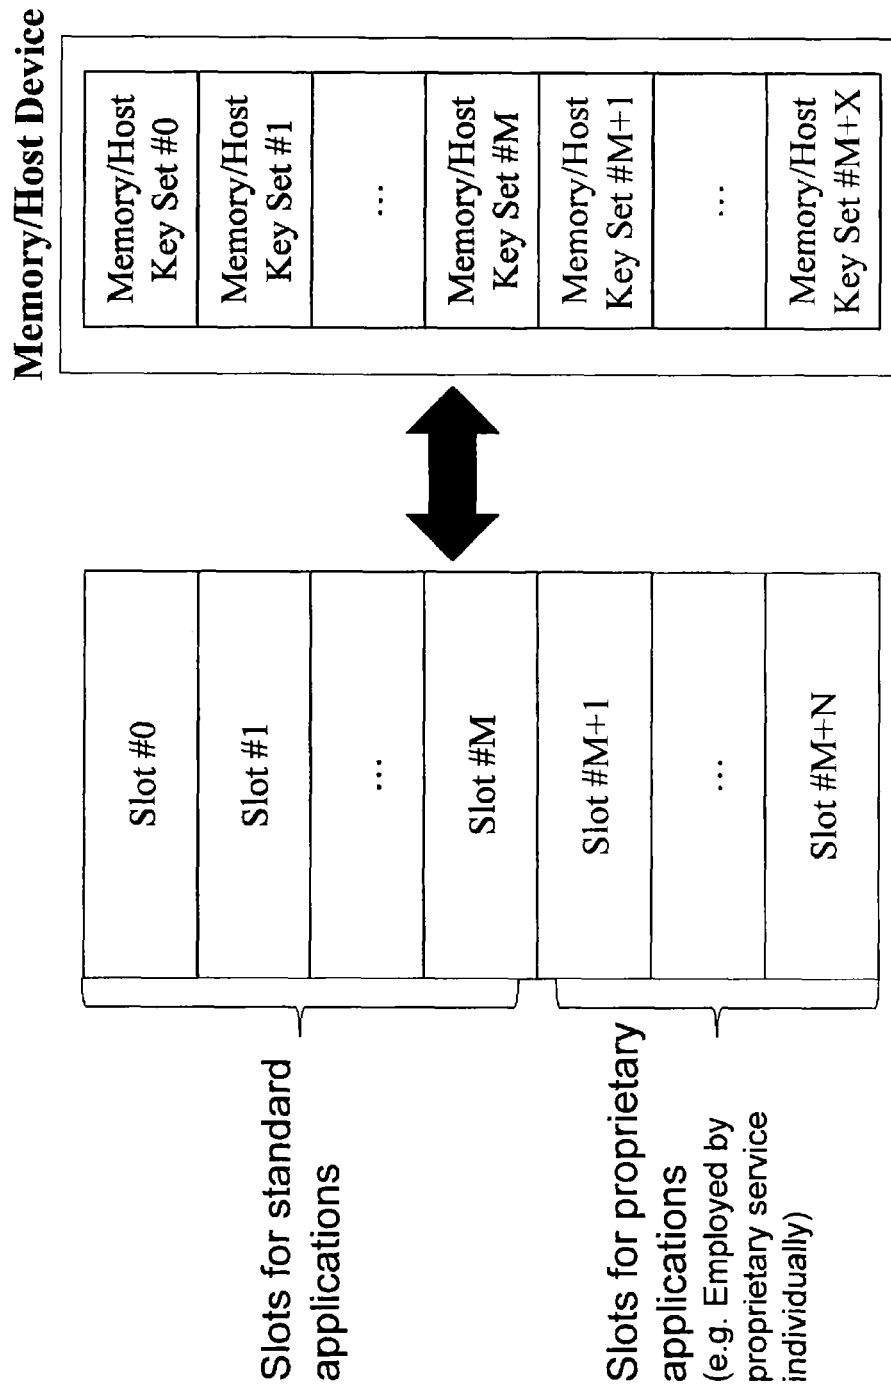 Slots for standard
applications
Slots for proprietary
applications
(e.g. Employed by
proprietary service
individually)
Slot #0
Slot #1
...
Slot #M
Slot #M+1
...
Slot #M+N
Memory/Host Device
Memory/Host
Key Set #0
Memory/Host
Key Set #1
...
Memory/Host
Key Set #M
Memory/Host
Key Set #M+1
...
Memory/Host
Key Set #M+X